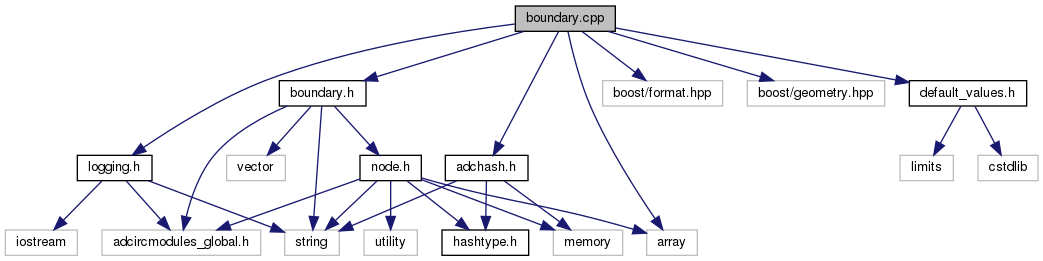 boundary.cpp
boundary.h
boost/format.hpp
boost/geometry.hpp
default_values.h
logging.h
vector
node.h
adchash.h
limits
cstdlib
iostream
adcircmodules_global.h
string
utility
hashtype.h
memory
array